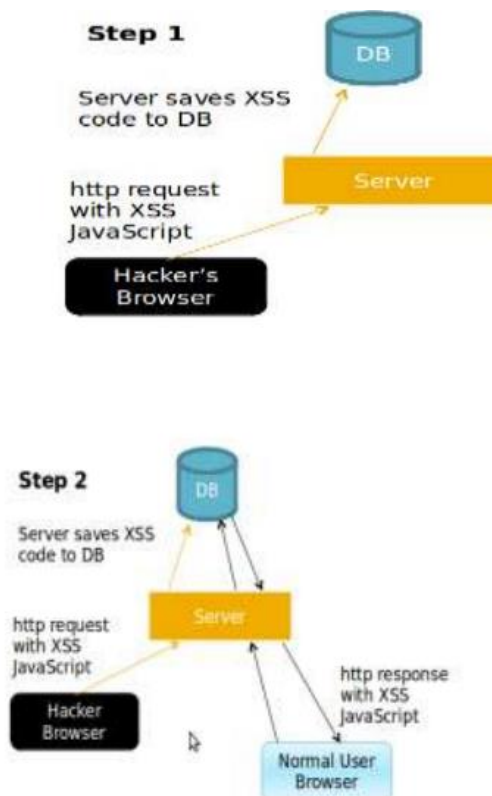 Step 1
DB
Server saves XSS
code to DB
Server
http request
with XSS
JavaScript
Hacker's
Browser
Step 2
DB
Server saves XSS
code to DB
Server
http request
with XSS
JavaScript
http response
with XSS
JavaScript
Hacker
Browser
Normal User
Browser